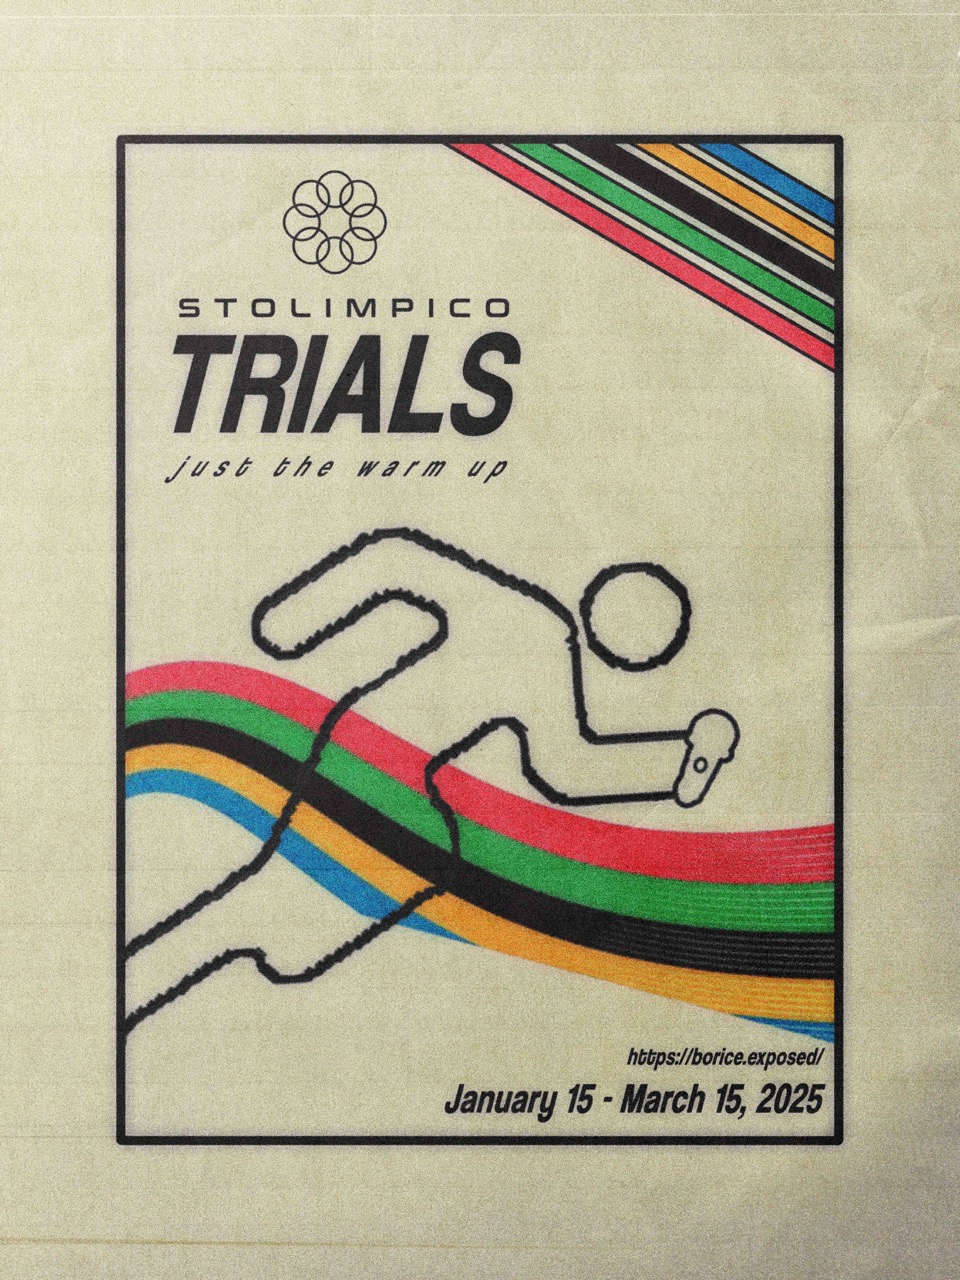 STOLIMPICO
TRIALS
just the warm up
https://borice.exposed/
January 15 - March 15, 2025